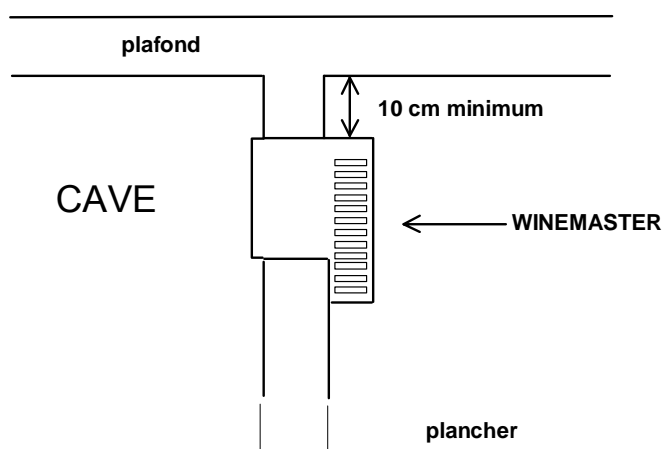 plafond
10 cm minimum
CAVE
WINEMASTER
plancher